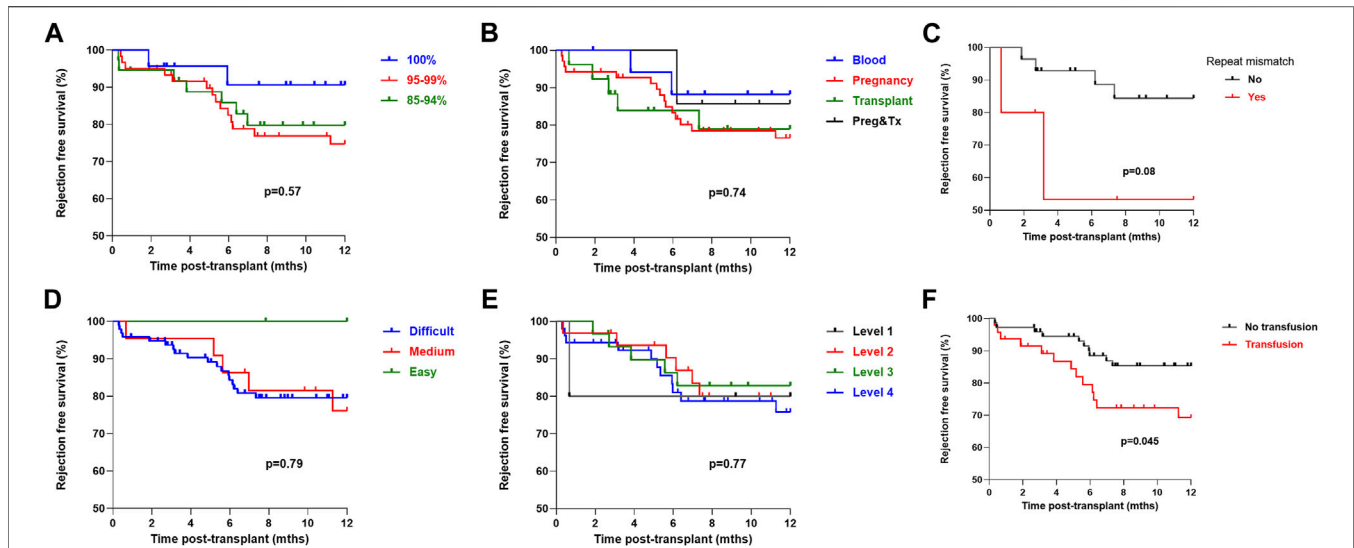 A
Rejection free survival (%)
100
90
80
70
60
50
0 2 4 6 8 10 12
Time post-transplant (mths)
100%
95-99%
85-94%
p=0.57
B
Rejection free survival (%)
100
90
80
70
60
50
0 2 4 6 8 10 12
Time post-transplant (mths)
Blood
Pregnancy
Transplant
Preg&Tx
p=0.74
C
Rejection free survival (%)
100
90
80
70
60
50
0 2 4 6 8 10 12
Time post-transplant (mths)
Repeat mismatch
No
Yes
p=0.08
D
Rejection free survival (%)
100
90
80
70
60
50
0 2 4 6 8 10 12
Time post-transplant (mths)
Difficult
Medium
Easy
p=0.79
E
Rejection free survival (%)
100
90
80
70
60
50
0 2 4 6 8 10 12
Time post-transplant (mths)
Level 1
Level 2
Level 3
Level 4
p=0.77
F
Rejection free survival (%)
100
90
80
70
60
50
0 2 4 6 8 10 12
Time post-transplant (mths)
No transfusion
Transfusion
p=0.045